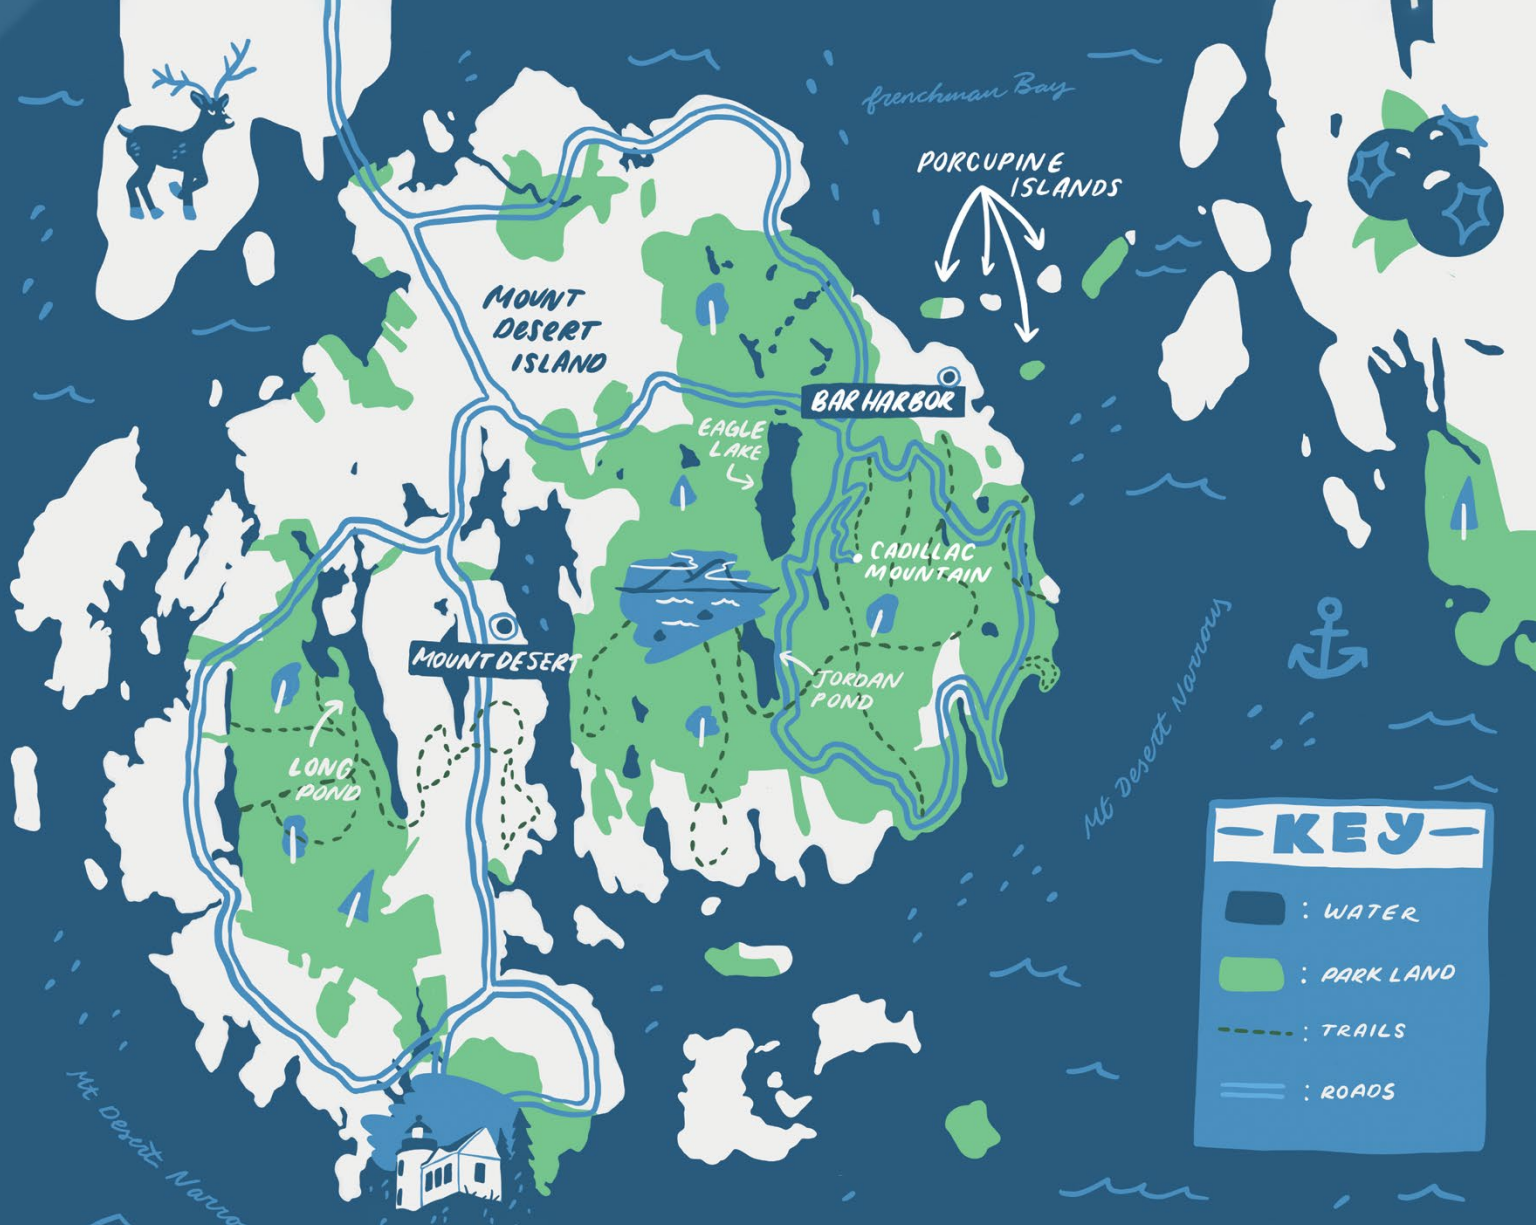 frenchman Bay
PORCUPINE
ISLANDS
MOUNT
DESERT
ISLAND
BAR HARBOR
EAGLE
LAKE
CADILLAC
MOUNTAIN
MOUNT DESERT
JORDAN
POND
LONG
POND
Mt Desert Narrows
Mt Desert Narro
KEY
: WATER
: PARK LAND
: TRAILS
: ROADS